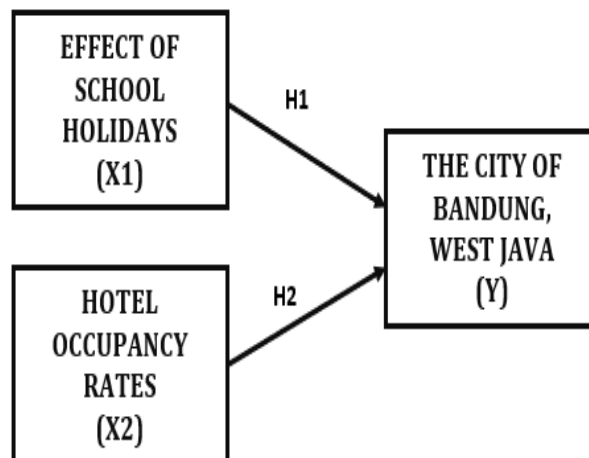 EFFECT OF
SCHOOL
HOLIDAYS
(X1)
H1
THE CITY OF
BANDUNG,
WEST JAVA
(Y)
HOTEL
OCCUPANCY
RATES
(X2)
H2